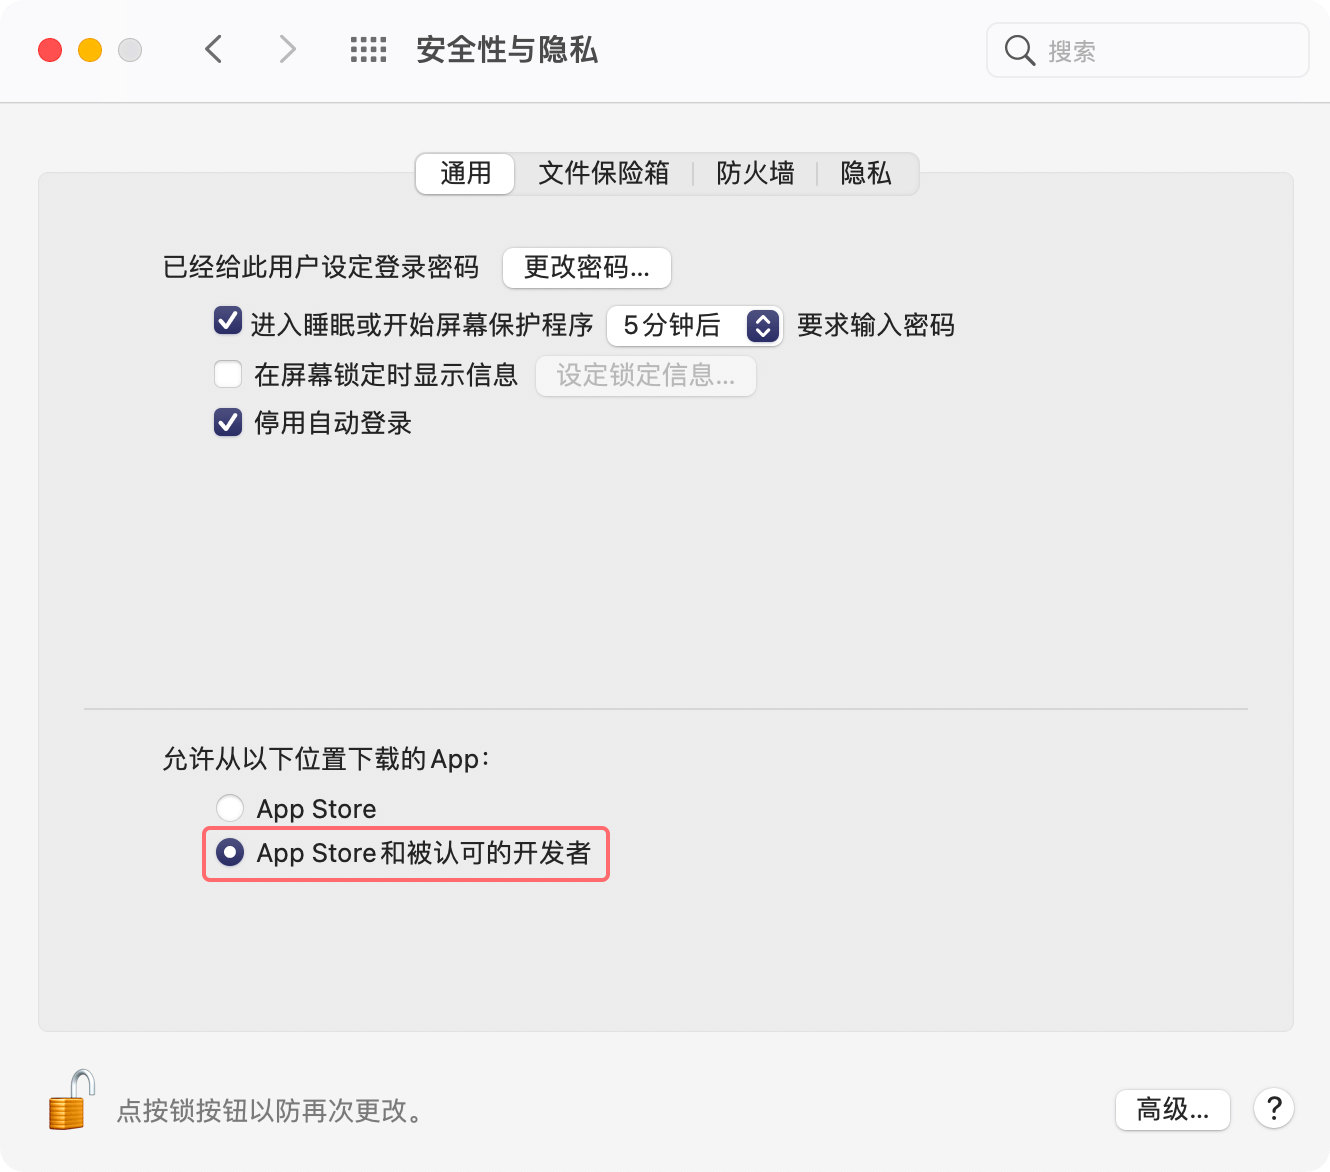 安全性与隐私
搜索
通用 文件保险箱 防火墙 隐私
已经给此用户设定登录密码 更改密码...
进入睡眠或开始屏幕保护程序 5分钟后 要求输入密码
在屏幕锁定时显示信息 设定锁定信息...
停用自动登录
允许从以下位置下载的App：
App Store
App Store和被认可的开发者
点按锁按钮以防再次更改。
高级... ?